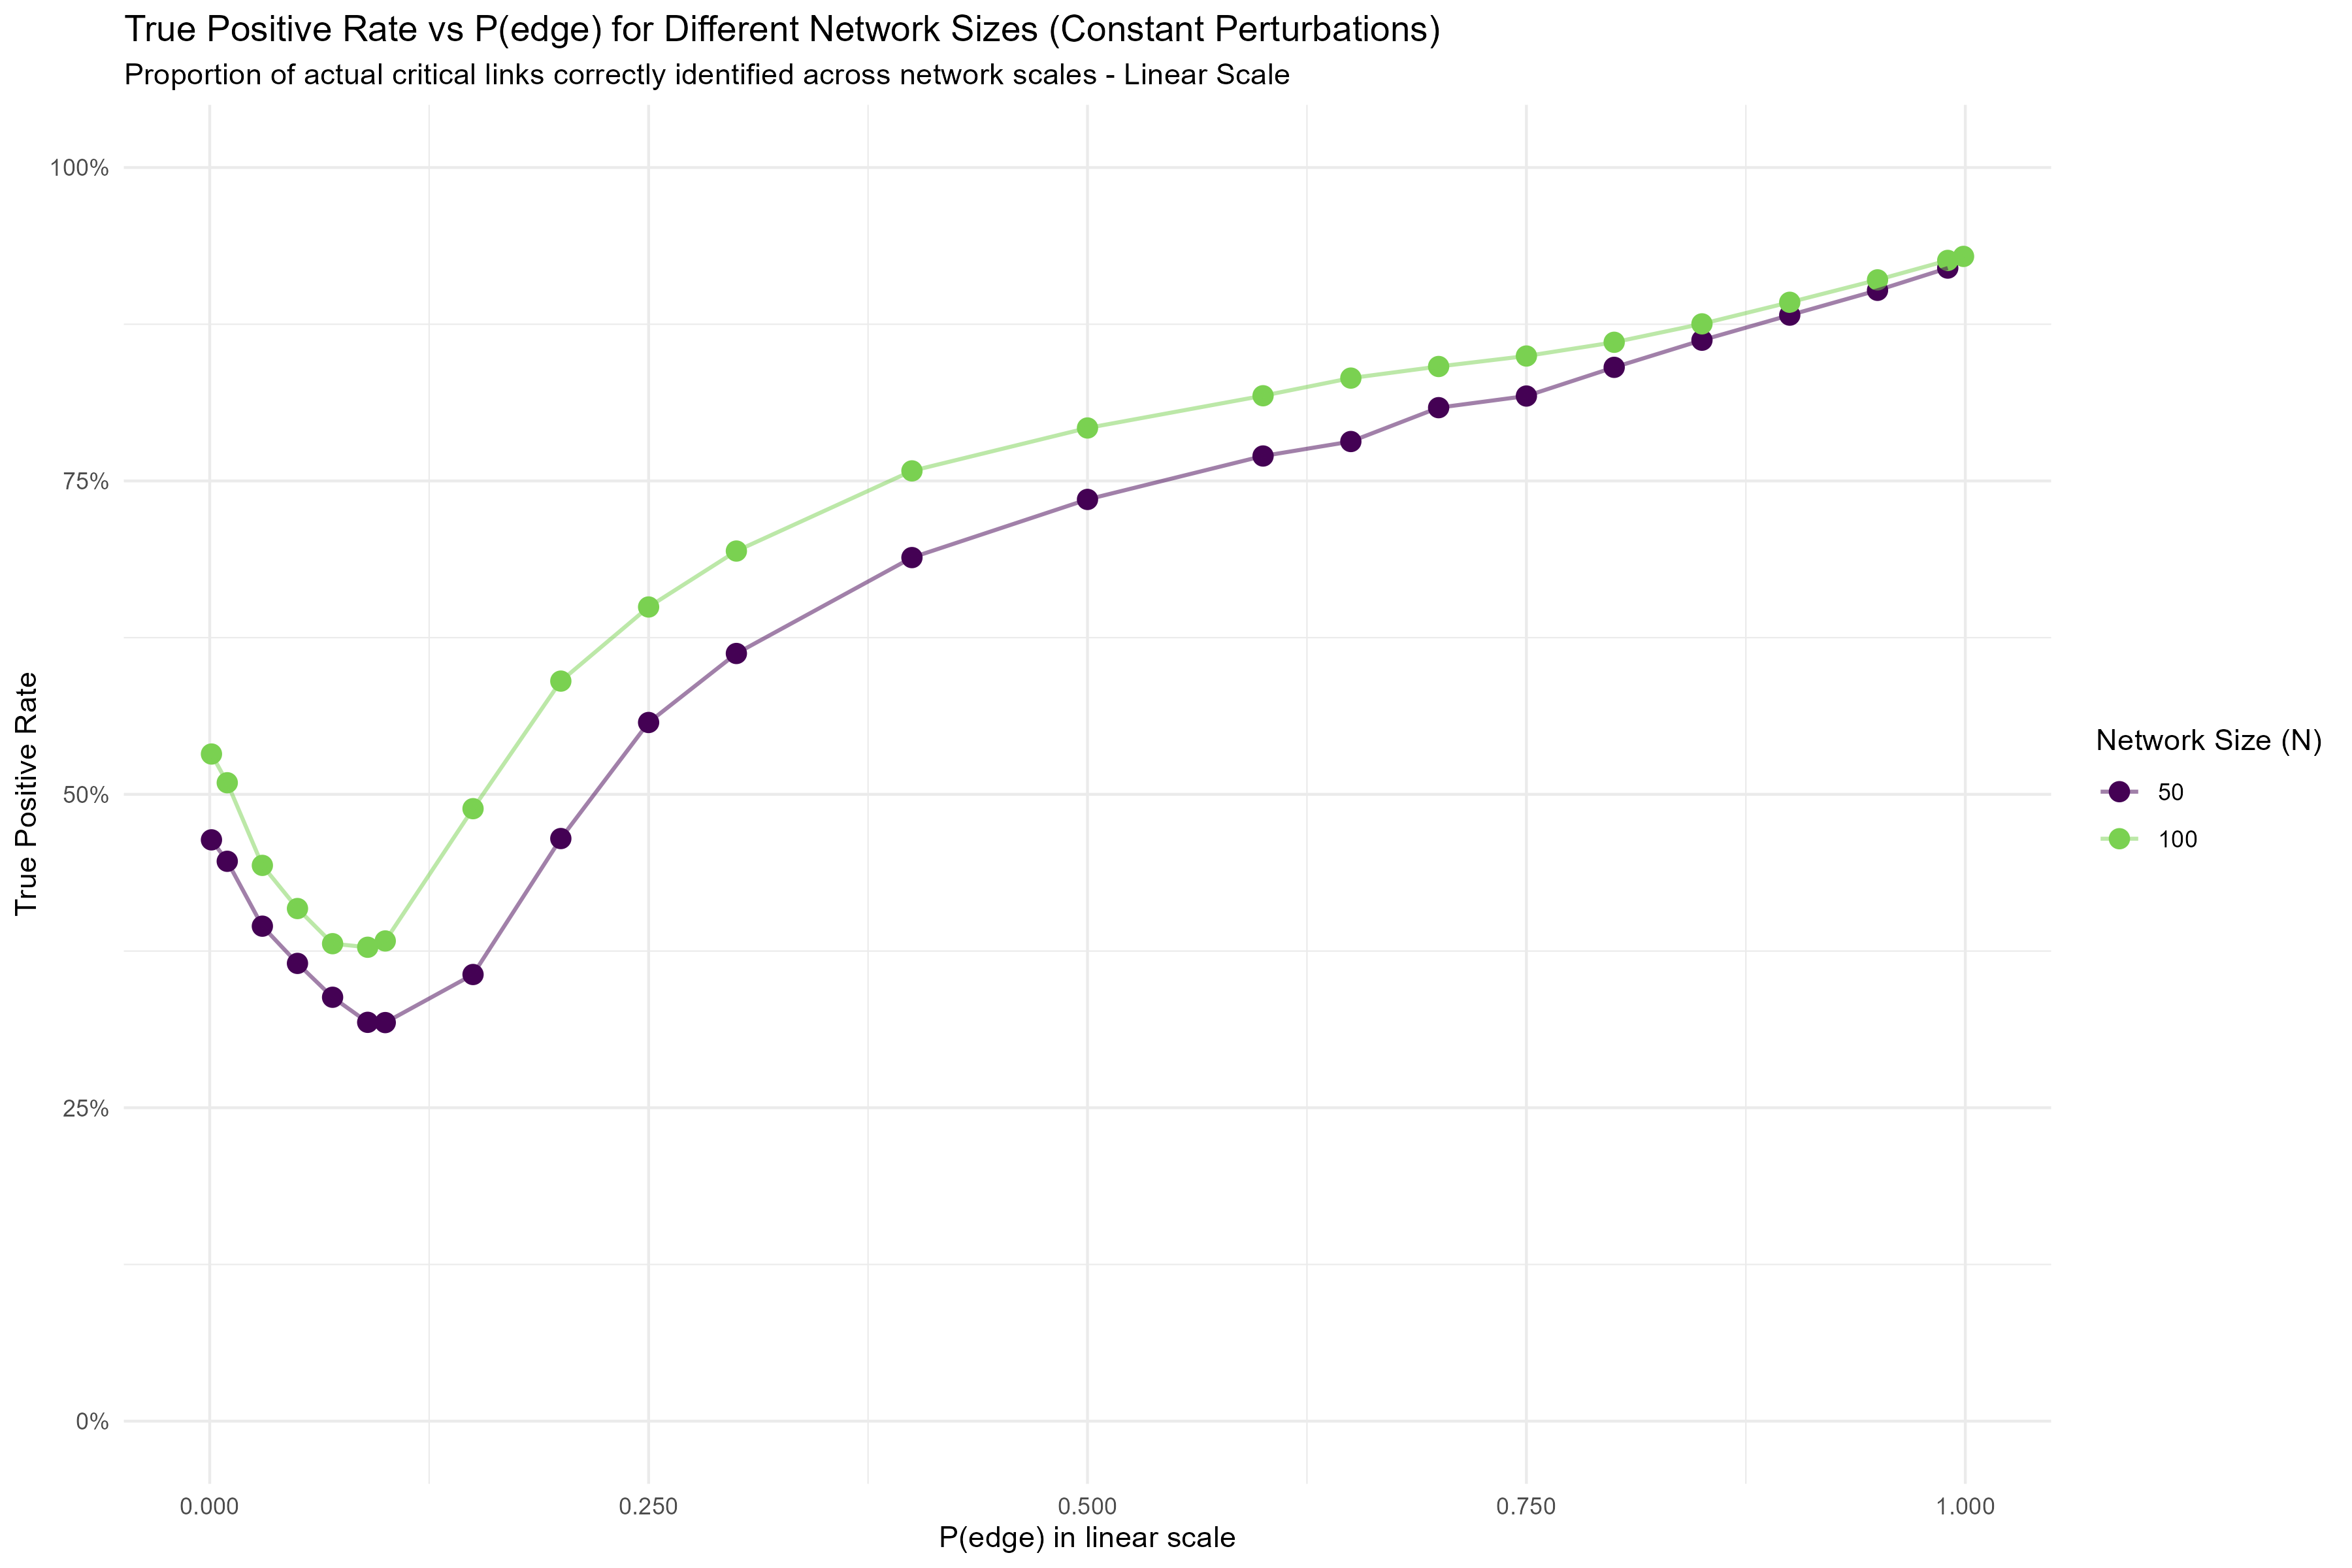 True Positive Rate vs P(edge) for Different Network Sizes (Constant Perturbations)
Proportion of actual critical links correctly identified across network scales - Linear Scale
100%
75%
50%
25%
0%
True Positive Rate
0.000
0.250
0.500
0.750
1.000
P(edge) in linear scale
Network Size (N)
50
100